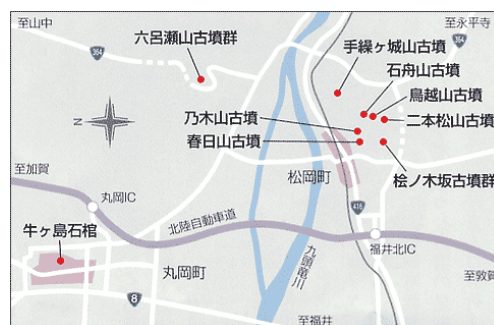 至山中
至永平寺
364
六呂瀬山古墳群
手繰ヶ城山古墳
364
石舟山古墳
鳥越山古墳
乃木山古墳
二本松山古墳
N
春日山古墳
桧ノ木坂古墳群
至加賀
松岡町
丸岡IC
416
北陸自動車道
牛ヶ島石棺
福井北IC
丸岡町
九頭竜川
至敦賀
8
至福井